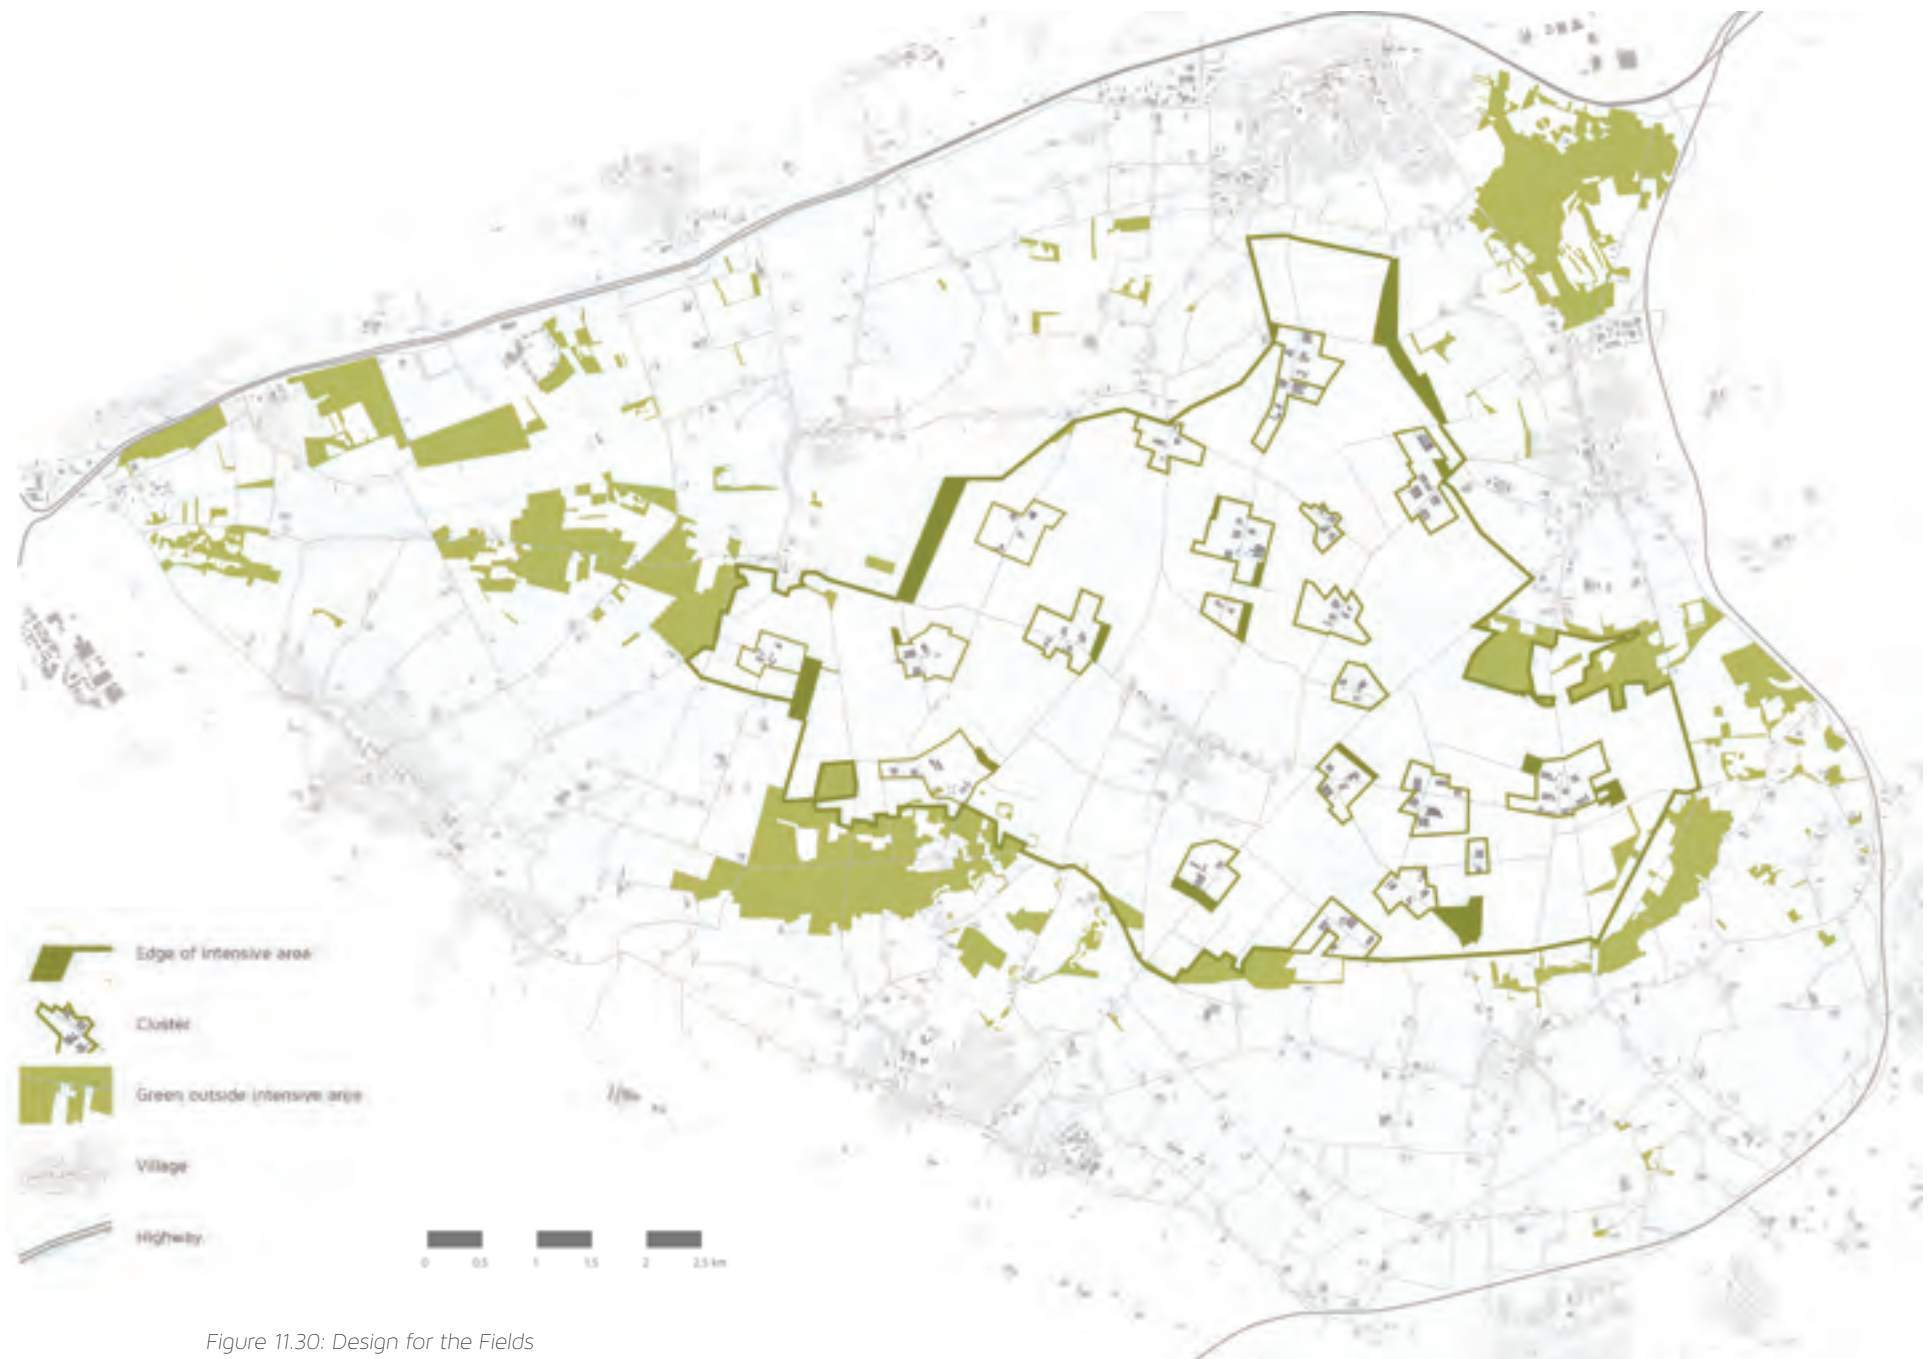 Edge of intensive area
Cluster
Green outside intensive area
Village
Highway
0 0.5 1 1.5 2 2.5 km
Figure 11.30: Design for the Fields